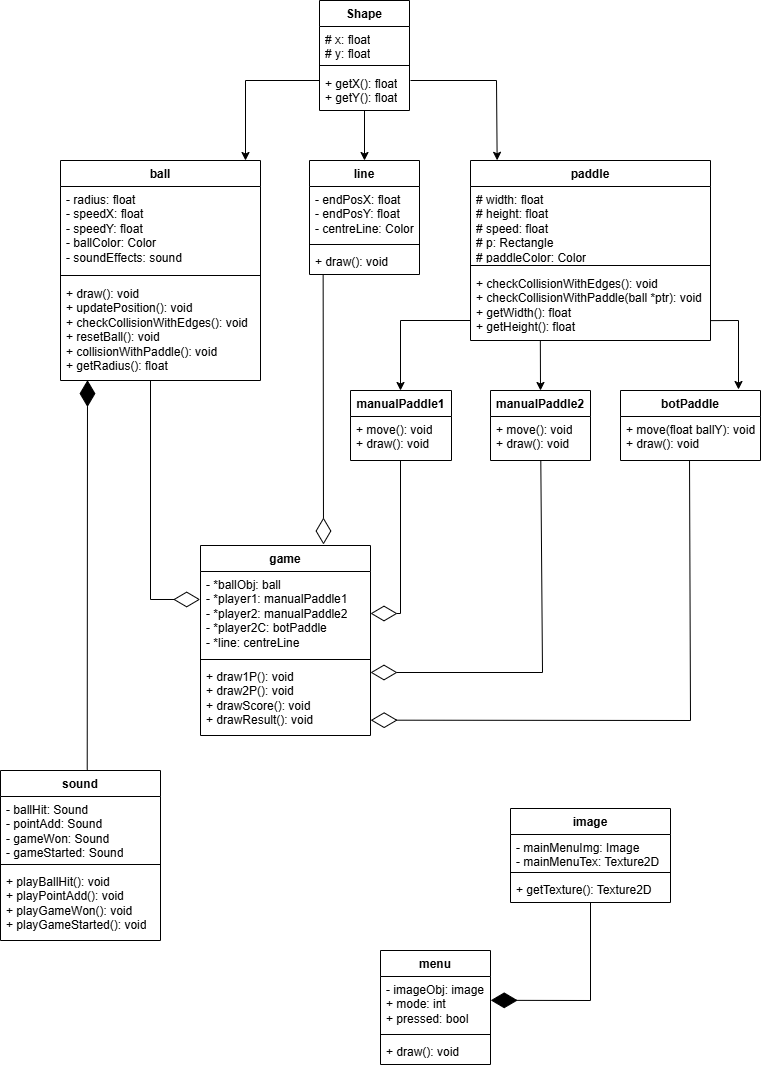 Shape
# x: float
# y: float
+ getX(): float
+ getY(): float
ball
- radius: float
- speedX: float
- speedY: float
- ballColor: Color
- soundEffects: sound
+ draw(): void
+ updatePosition(): void
+ checkCollisionWithEdges(): void
+ resetBall(): void
+ collisionWithPaddle(): void
+ getRadius(): float
line
- endPosX: float
- endPosY: float
- centreLine: Color
+ draw(): void
paddle
# width: float
# height: float
# speed: float
# p: Rectangle
# paddleColor: Color
+ checkCollisionWithEdges(): void
+ checkCollisionWithPaddle(ball *ptr): void
+ getWidth(): float
+ getHeight(): float
manualPaddle1
+ move(): void
+ draw(): void
manualPaddle2
+ move(): void
+ draw(): void
botPaddle
+ move(float ballY): void
+ draw(): void
game
- *ballObj: ball
- *player1: manualPaddle1
- *player2: manualPaddle2
- *player2C: botPaddle
- *line: centreLine
+ draw1P(): void
+ draw2P(): void
+ drawScore(): void
+ drawResult(): void
sound
- ballHit: Sound
- pointAdd: Sound
- gameWon: Sound
- gameStarted: Sound
+ playBallHit(): void
+ playPointAdd(): void
+ playGameWon(): void
+ playGameStarted(): void
image
- mainMenuImg: Image
- mainMenuTex: Texture2D
+ getTexture(): Texture2D
menu
- imageObj: image
+ mode: int
+ pressed: bool
+ draw(): void